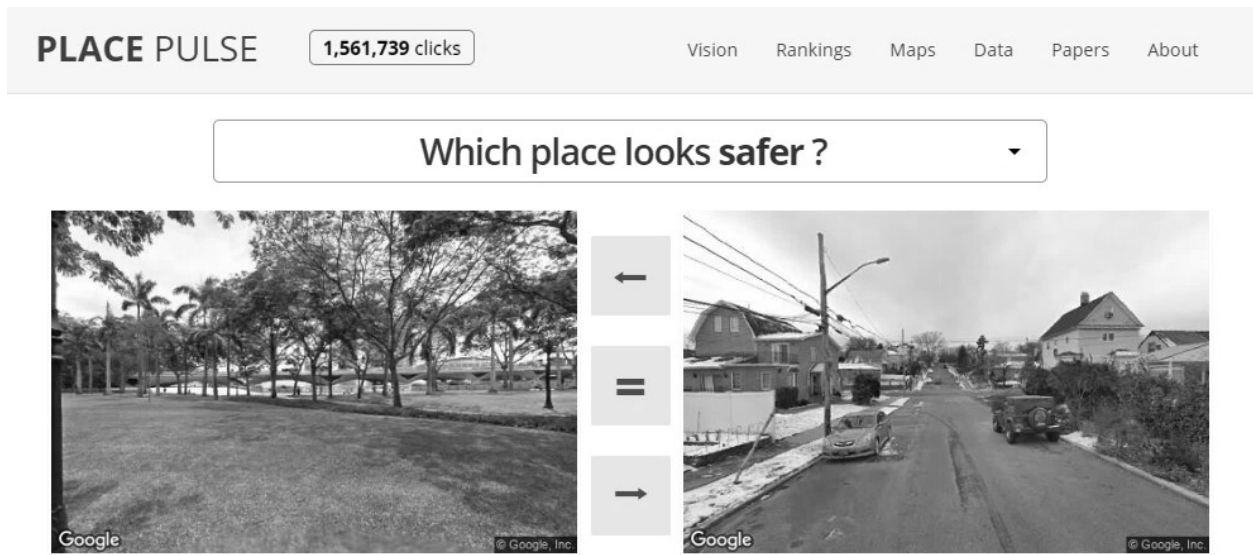 PLACE PULSE
1,561,739 clicks
Vision
Rankings
Maps
Data
Papers
About
Which place looks safer ?
Google
© Google, Inc.
Google
© Google, Inc.